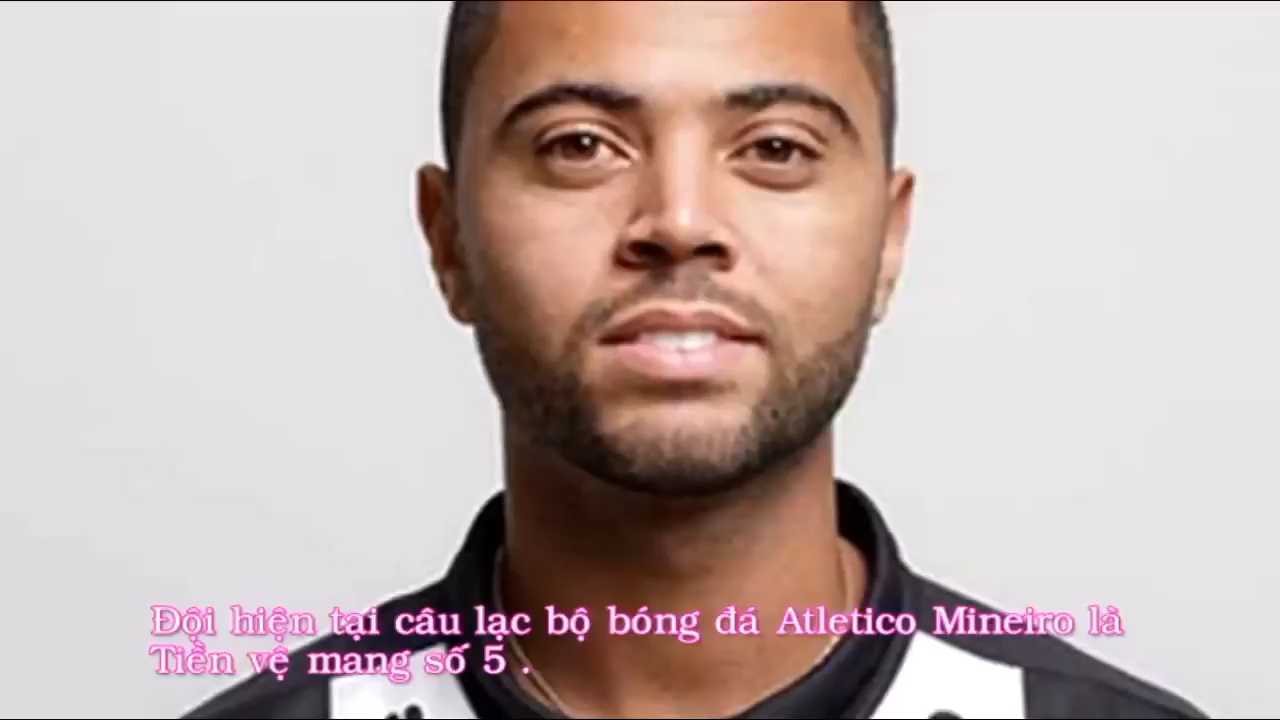 Đội hiện tại câu lạc bộ bóng đá Atletico Mineiro là
Tiền vệ mang số 5 .